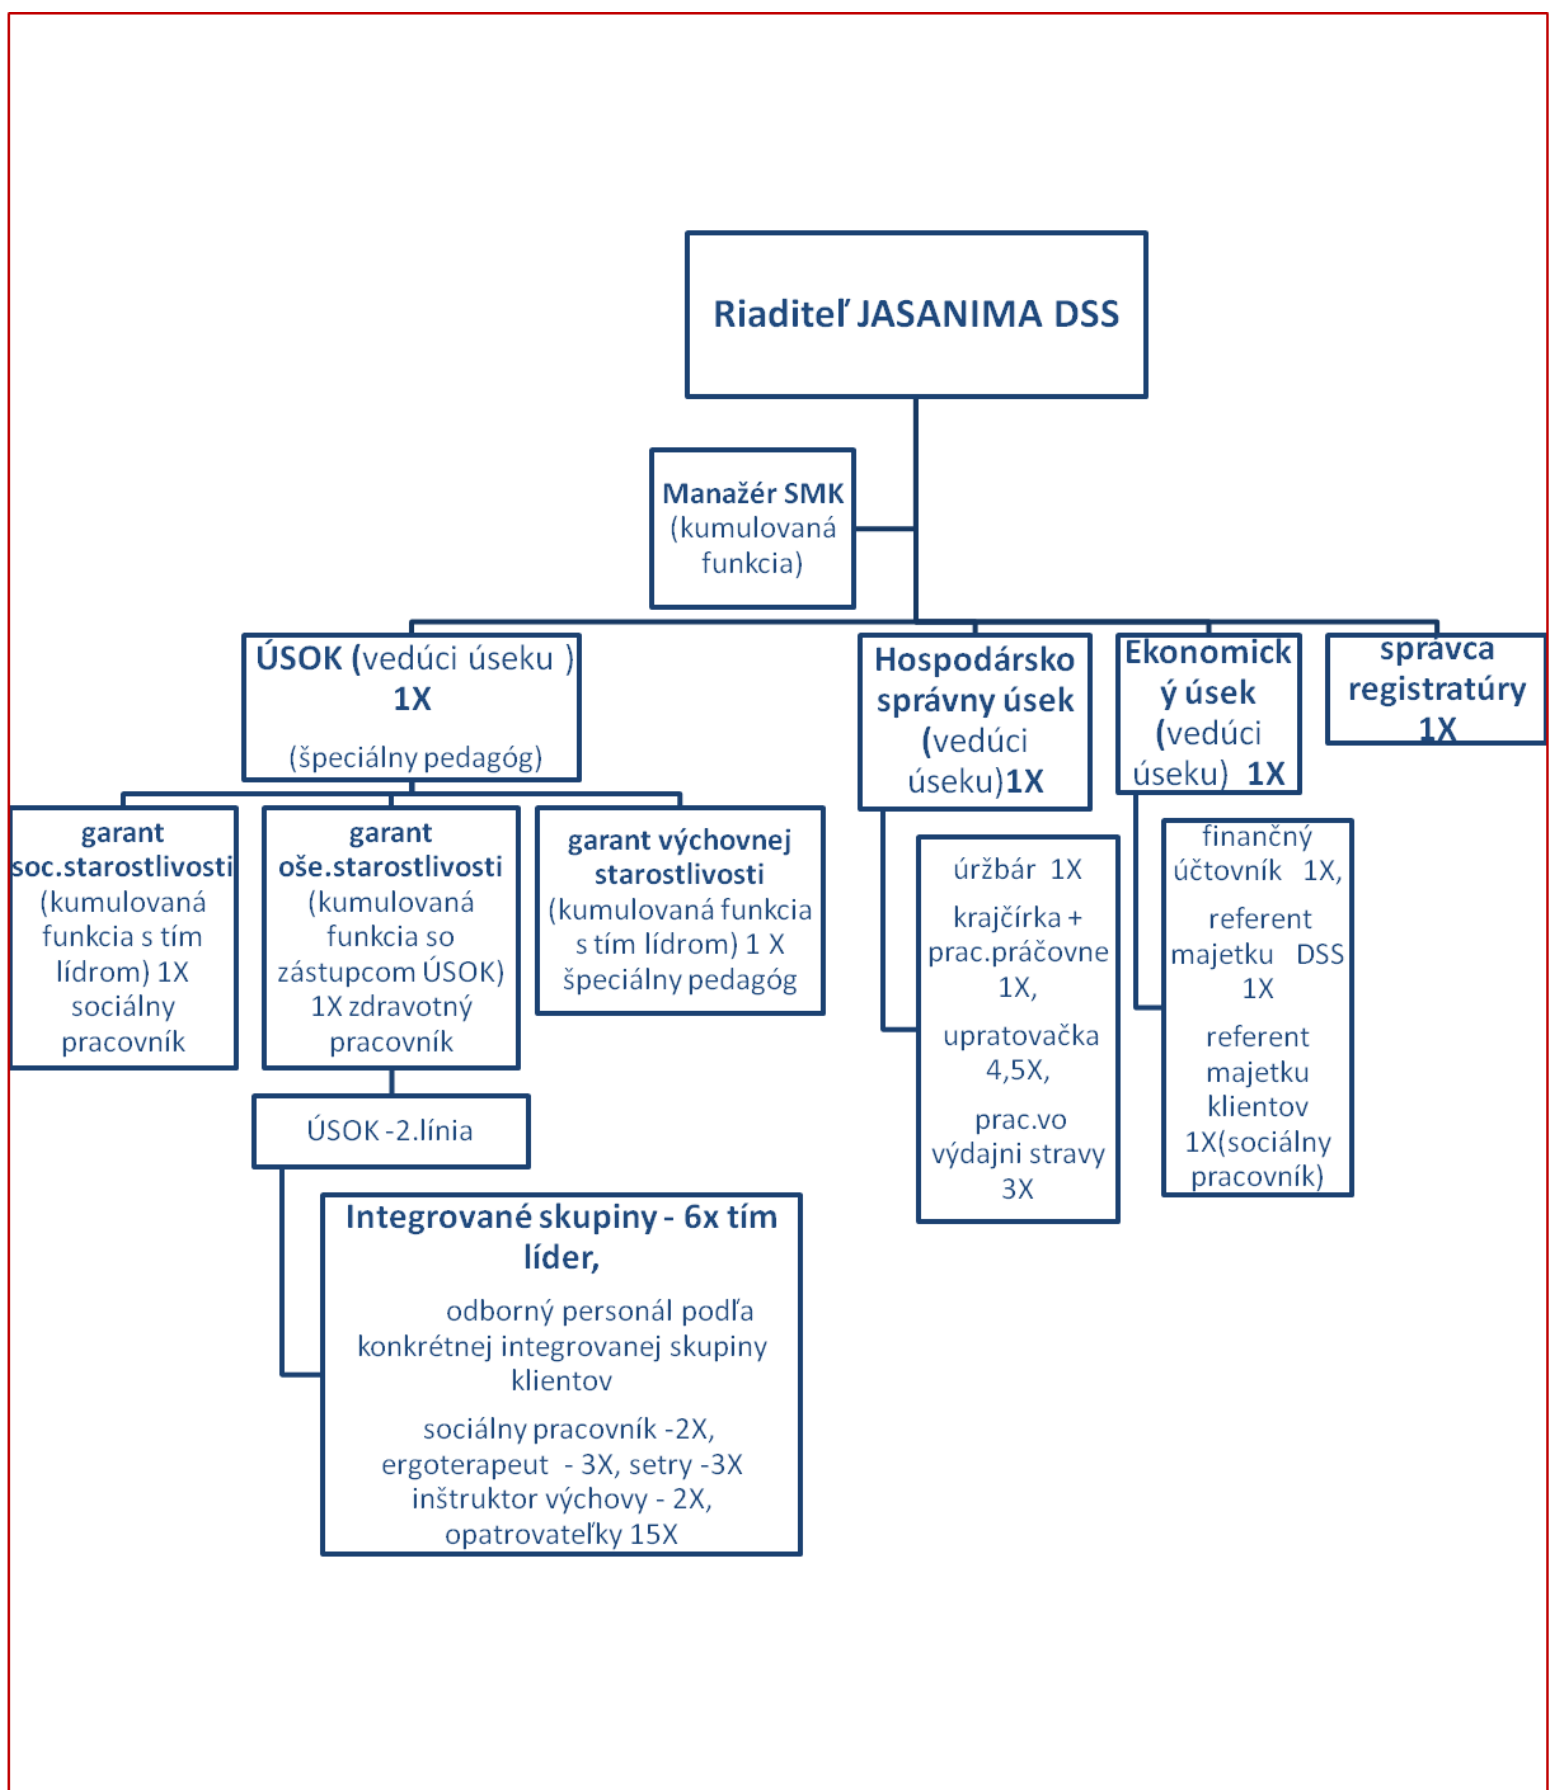 Riaditeľ JASANIMA DSS
Manažér SMK
(kumulovaná
funkcia)
ÚSOK (vedúci úseku )
1X
(špeciálny pedagóg)
Hospodársko
správny úsek
(vedúci
úseku)1X
Ekonomick
ý úsek
(vedúci
úseku) 1X
správca
registratúry
1X
garant
soc.starostlivosti
(kumulovaná
funkcia s tím
lídrom) 1X
sociálny
pracovník
garant
oše.starostlivosti
(kumulovaná
funkcia so
zástupcom ÚSOK)
1X zdravotný
pracovník
garant výchovnej
starostlivosti
(kumulovaná funkcia
s tím lídrom) 1 X
špeciálny pedagóg
úržbár 1X
krajčírka +
prac.práčovne
1X,
upratovačka
4,5X,
prac.vo
výdajni stravy
3X
finančný
účtovník 1X,
referent
majetku DSS
1X
referent
majetku
klientov
1X(sociálny
pracovník)
ÚSOK -2.línia
Integrované skupiny - 6x tím
líder,
odborný personál podľa
konkrétnej integrovanej skupiny
klientov
sociálny pracovník -2X,
ergoterapeut - 3X, setry -3X
inštruktor výchovy - 2X,
opatrovateľky 15X